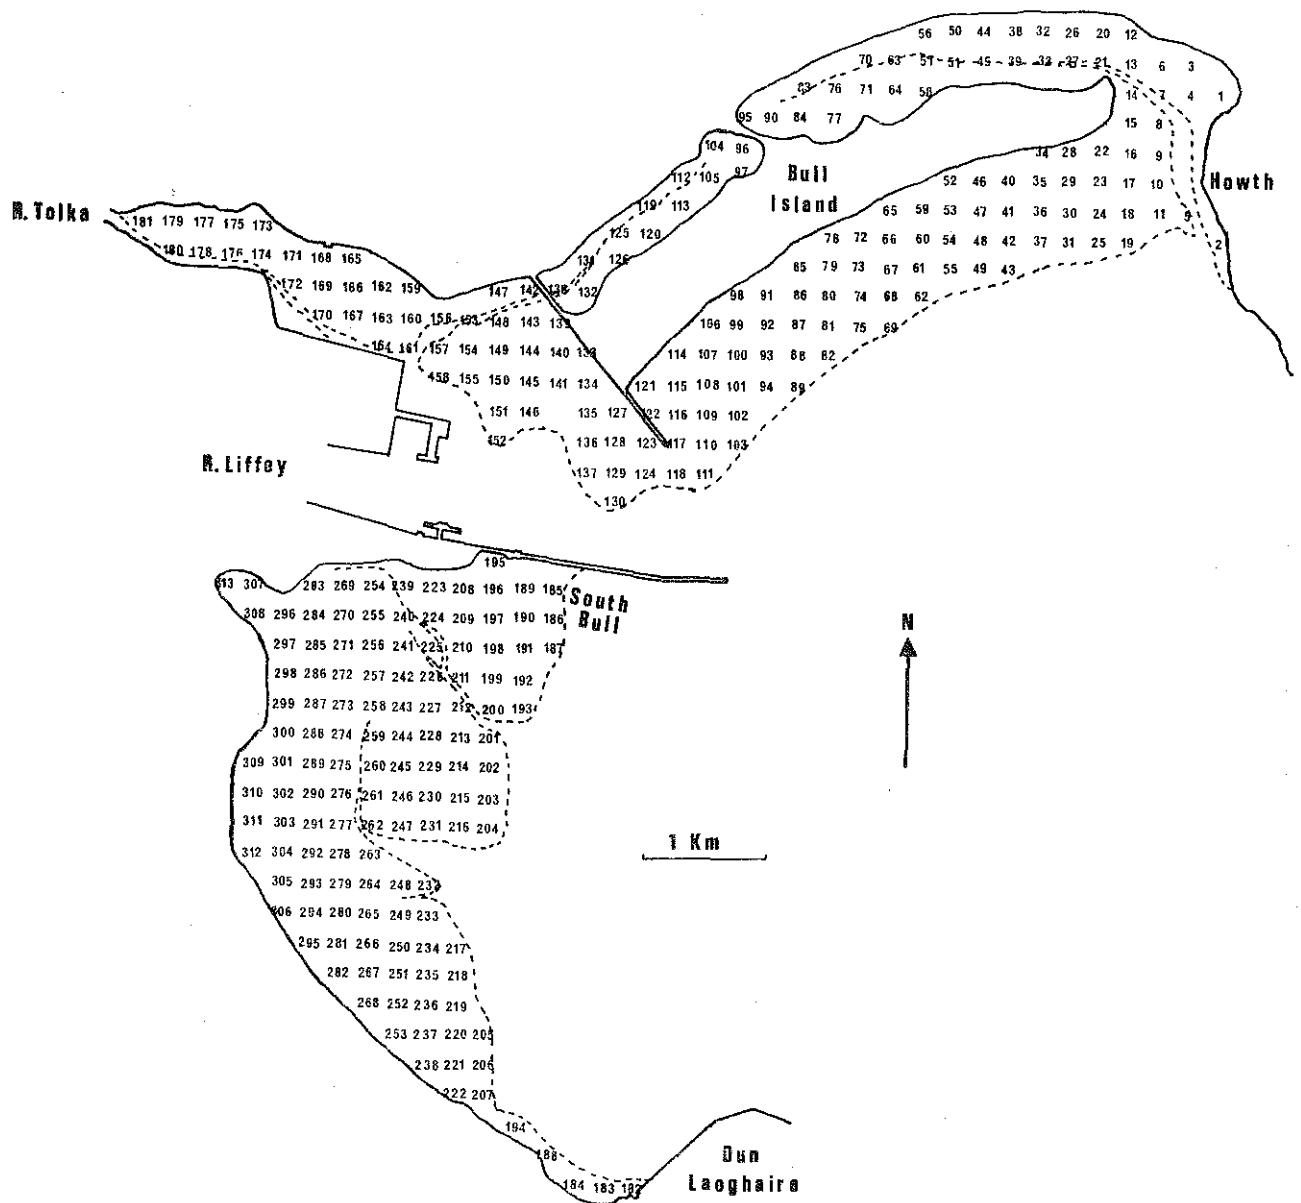 56 50 44 38 32 26 20 12
70 63 57 51 45 39 33 27 21 13 6 3
83 76 71 64 58 14 7 4 1
95 90 84 77 15 8
104 96 34 28 22 16 9
112 105 97 Bull 52 46 40 35 29 23 17 10 Howth
R. Tolka 119 113 Island 65 59 53 47 41 36 30 24 18 11 5
181 179 177 175 173 125 120 78 72 66 60 54 48 42 37 31 25 19 2
180 178 176 174 171 168 165 131 126 85 79 73 67 61 55 49 43
172 169 166 162 159 147 142 138 132 98 91 86 80 74 68 62
170 167 163 160 156 153 148 143 139 106 99 92 87 81 75 69
164 161 157 154 149 144 140 133 114 107 100 93 88 82
158 155 150 145 141 134 121 115 108 101 94 89
151 146 135 127 122 116 109 102
152 136 128 123 117 110 103
R. Liffey 137 129 124 118 111
130
195
313 307 283 269 254 239 223 208 196 189 185 South
308 296 284 270 255 240 224 209 197 190 186 Bull
297 285 271 256 241 225 210 198 191 187
298 286 272 257 242 226 211 199 192
299 287 273 258 243 227 212 200 193
300 288 274 259 244 228 213 201
309 301 289 275 260 245 229 214 202
310 302 290 276 261 246 230 215 203
311 303 291 277 262 247 231 216 204
312 304 292 278 263
305 293 279 264 248 232
306 294 280 265 249 233
295 281 266 250 234 217
282 267 251 235 218
268 252 236 219
253 237 220 205
238 221 206
222 207
194
188
184 183 182
N
1 Km
Dun
Laoghaire